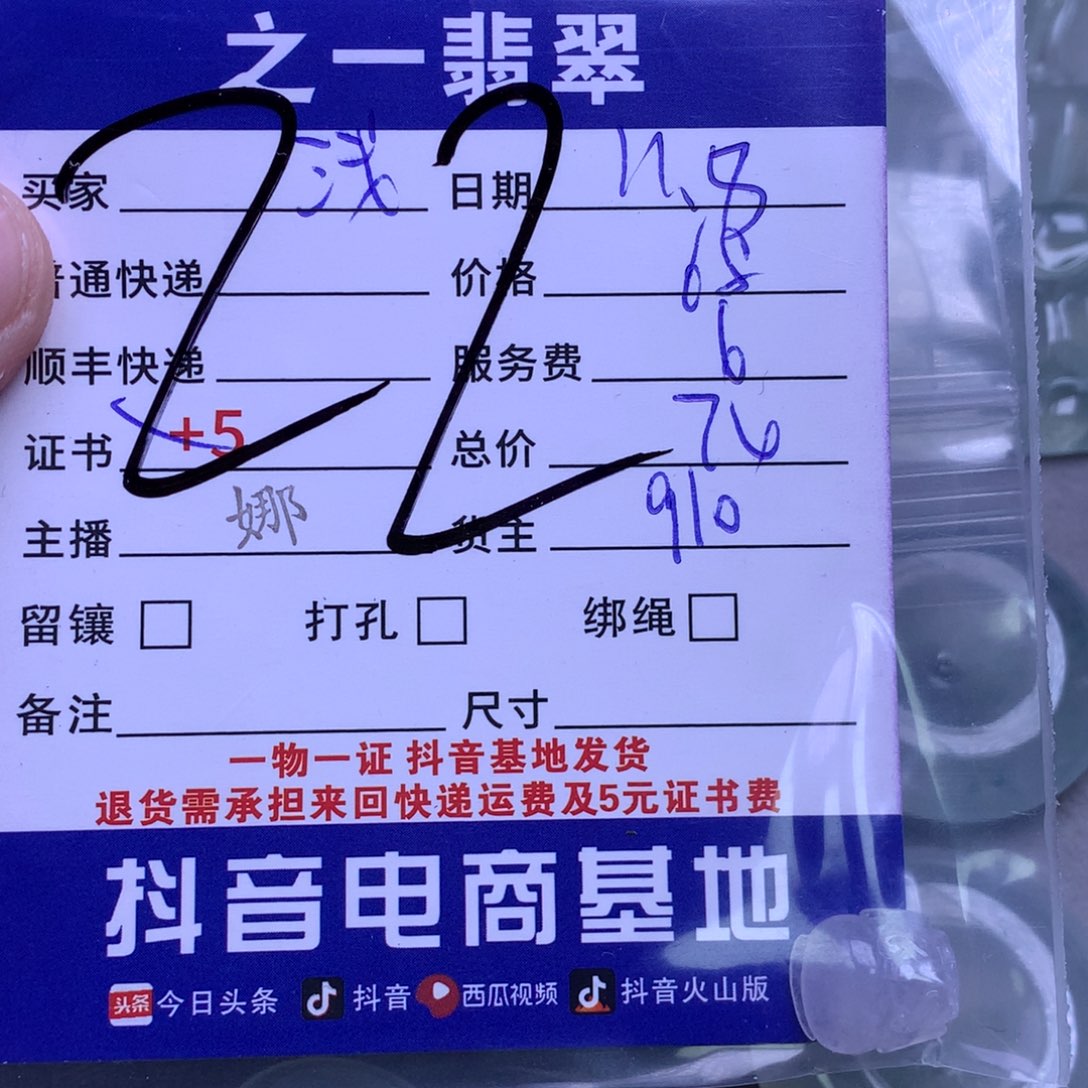 之一翡翠
22
买家 浅 日期 11.8
普通快递 价格 68
顺丰快递 服务费 6
证书 +5 总价 76
主播 娜 货主 910
留镶 打孔 绑绳
备注 尺寸
一物一证 抖音基地发货
退货需承担来回快递运费及5元证书费
抖音电商基地
头条 今日头条 抖音 西瓜视频 抖音火山版